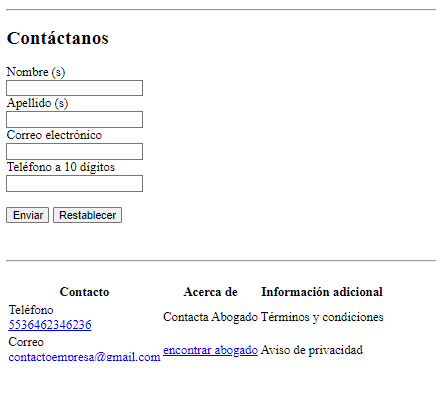 Contáctanos
Nombre (s)
Apellido (s)
Correo electrónico
Teléfono a 10 dígitos
Enviar Restablecer
Contacto Acerca de Información adicional
Teléfono
5536462346236 Contacta Abogado Términos y condiciones
Correo
contactoempresa@gmail.com encontrar abogado Aviso de privacidad